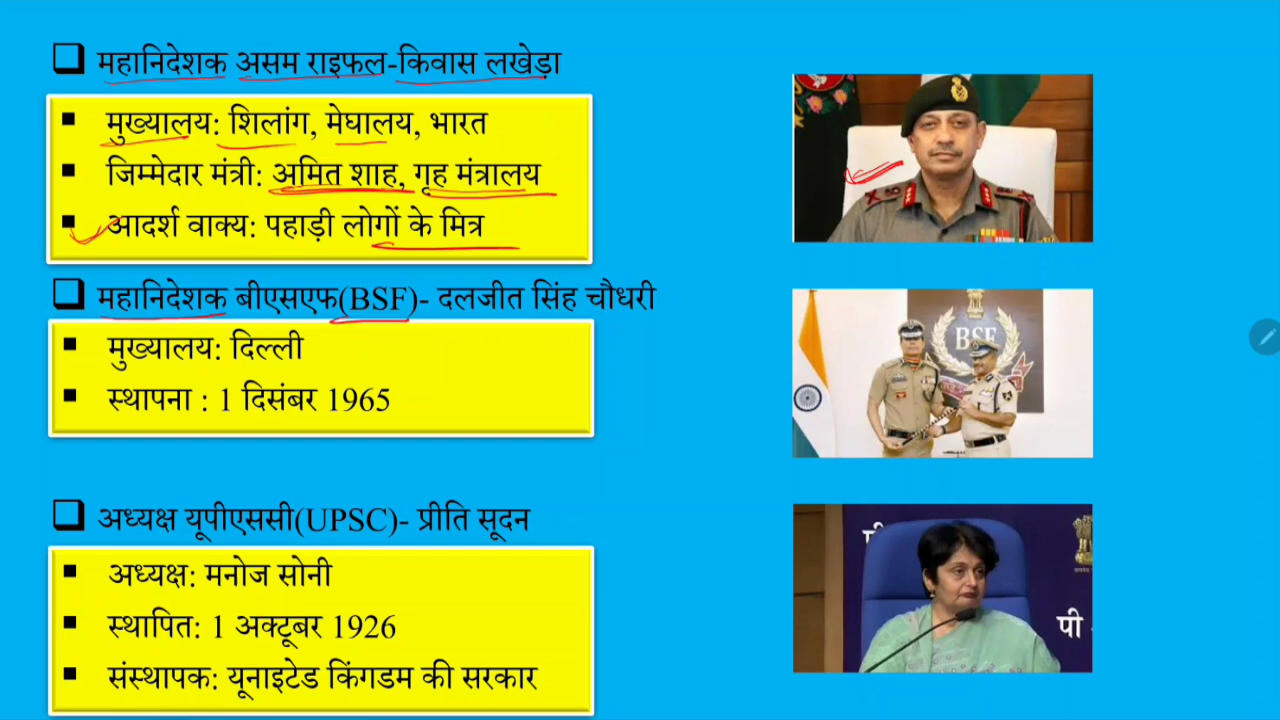 महानिदेशक असम राइफल-किवास लखेड़ा
मुख्यालय: शिलांग, मेघालय, भारत
जिम्मेदार मंत्री: अमित शाह, गृह मंत्रालय
आदर्श वाक्य: पहाड़ी लोगों के मित्र
महानिदेशक बीएसएफ(BSF)- दलजीत सिंह चौधरी
मुख्यालय: दिल्ली
स्थापना : 1 दिसंबर 1965
BSF
अध्यक्ष यूपीएससी(UPSC)- प्रीति सूदन
अध्यक्ष: मनोज सोनी
स्थापित: 1 अक्टूबर 1926
संस्थापक: यूनाइटेड किंगडम की सरकार
पी